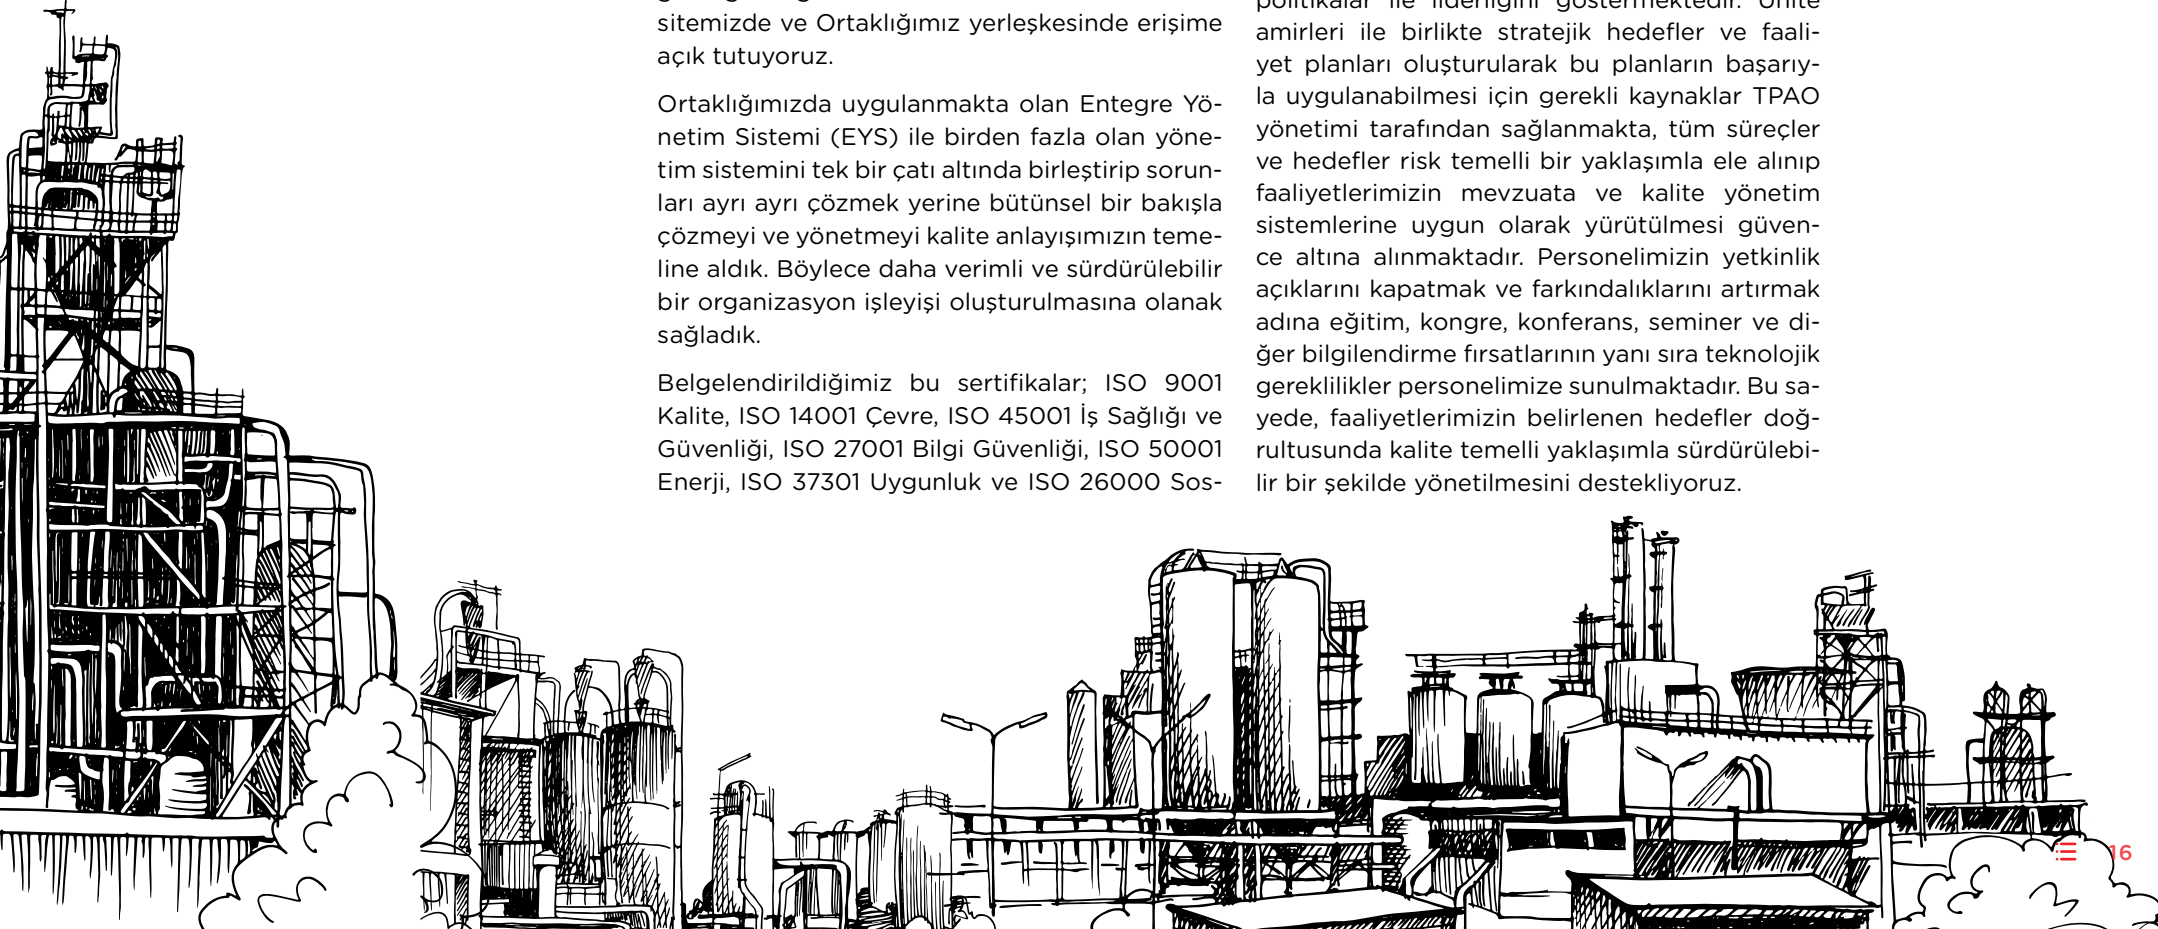 sitemizde ve Ortaklığımız yerleşkesinde erişime
açık tutuyoruz.
Ortaklığımızda uygulanmakta olan Entegre Yö-
netim Sistemi (EYS) ile birden fazla olan yöne-
tim sistemini tek bir çatı altında birleştirip sorun-
ları ayrı ayrı çözmek yerine bütünsel bir bakışla
çözmeyi ve yönetmeyi kalite anlayışımızın teme-
line aldık. Böylece daha verimli ve sürdürülebilir
bir organizasyon işleyişi oluşturulmasına olanak
sağladık.
Belgelendirildiğimiz bu sertifikalar; ISO 9001
Kalite, ISO 14001 Çevre, ISO 45001 İş Sağlığı ve
Güvenliği, ISO 27001 Bilgi Güvenliği, ISO 50001
Enerji, ISO 37301 Uygunluk ve ISO 26000 Sos-
politikalar ile liderliğini göstermektedir. Ünite
amirleri ile birlikte stratejik hedefler ve faali-
yet planları oluşturularak bu planların başarıy-
la uygulanabilmesi için gerekli kaynaklar TPAO
yönetimi tarafından sağlanmakta, tüm süreçler
ve hedefler risk temelli bir yaklaşımla ele alınıp
faaliyetlerimizin mevzuata ve kalite yönetim
sistemlerine uygun olarak yürütülmesi güven-
ce altına alınmaktadır. Personelimizin yetkinlik
açıklarını kapatmak ve farkındalıklarını artırmak
adına eğitim, kongre, konferans, seminer ve di-
ğer bilgilendirme fırsatlarının yanı sıra teknolojik
gereklilikler personelimize sunulmaktadır. Bu sa-
yede, faaliyetlerimizin belirlenen hedefler doğ-
rultusunda kalite temelli yaklaşımla sürdürülebi-
lir bir şekilde yönetilmesini destekliyoruz.
16